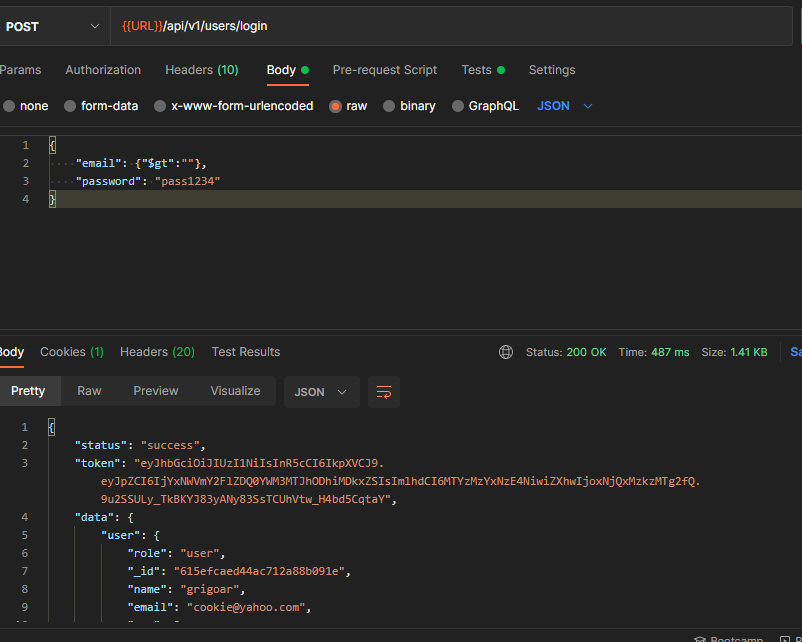 POST {{URL}}/api/v1/users/login
Params Authorization Headers (10) Body Pre-request Script Tests Settings
none form-data x-www-form-urlencoded raw binary GraphQL JSON
1 {
2 "email": {"$gt":""},
3 "password": "pass1234"
4 }
Body Cookies (1) Headers (20) Test Results Status: 200 OK Time: 487 ms Size: 1.41 KB Sa
Pretty Raw Preview Visualize JSON
1 {
2 "status": "success",
3 "token": "eyJhbGciOiJIUzI1NiIsInR5cCI6IkpXVCJ9.
eyJpZCI6IjYxNWVmY2FlZDQ0YWM3MTJhODhiMDkxZSIsImlhdCI6MTYzMzYxNzE4NiwiZXhwIjoxNjQxMzkzMTg2fQ.
9u2SSULy_TkBKYJ83yANy83SsTCUhVtw_H4bd5CqtaY",
4 "data": {
5 "user": {
6 "role": "user",
7 "_id": "615efcaed44ac712a88b091e",
8 "name": "grigoar",
9 "email": "cookie@yahoo.com",
Bootcamp